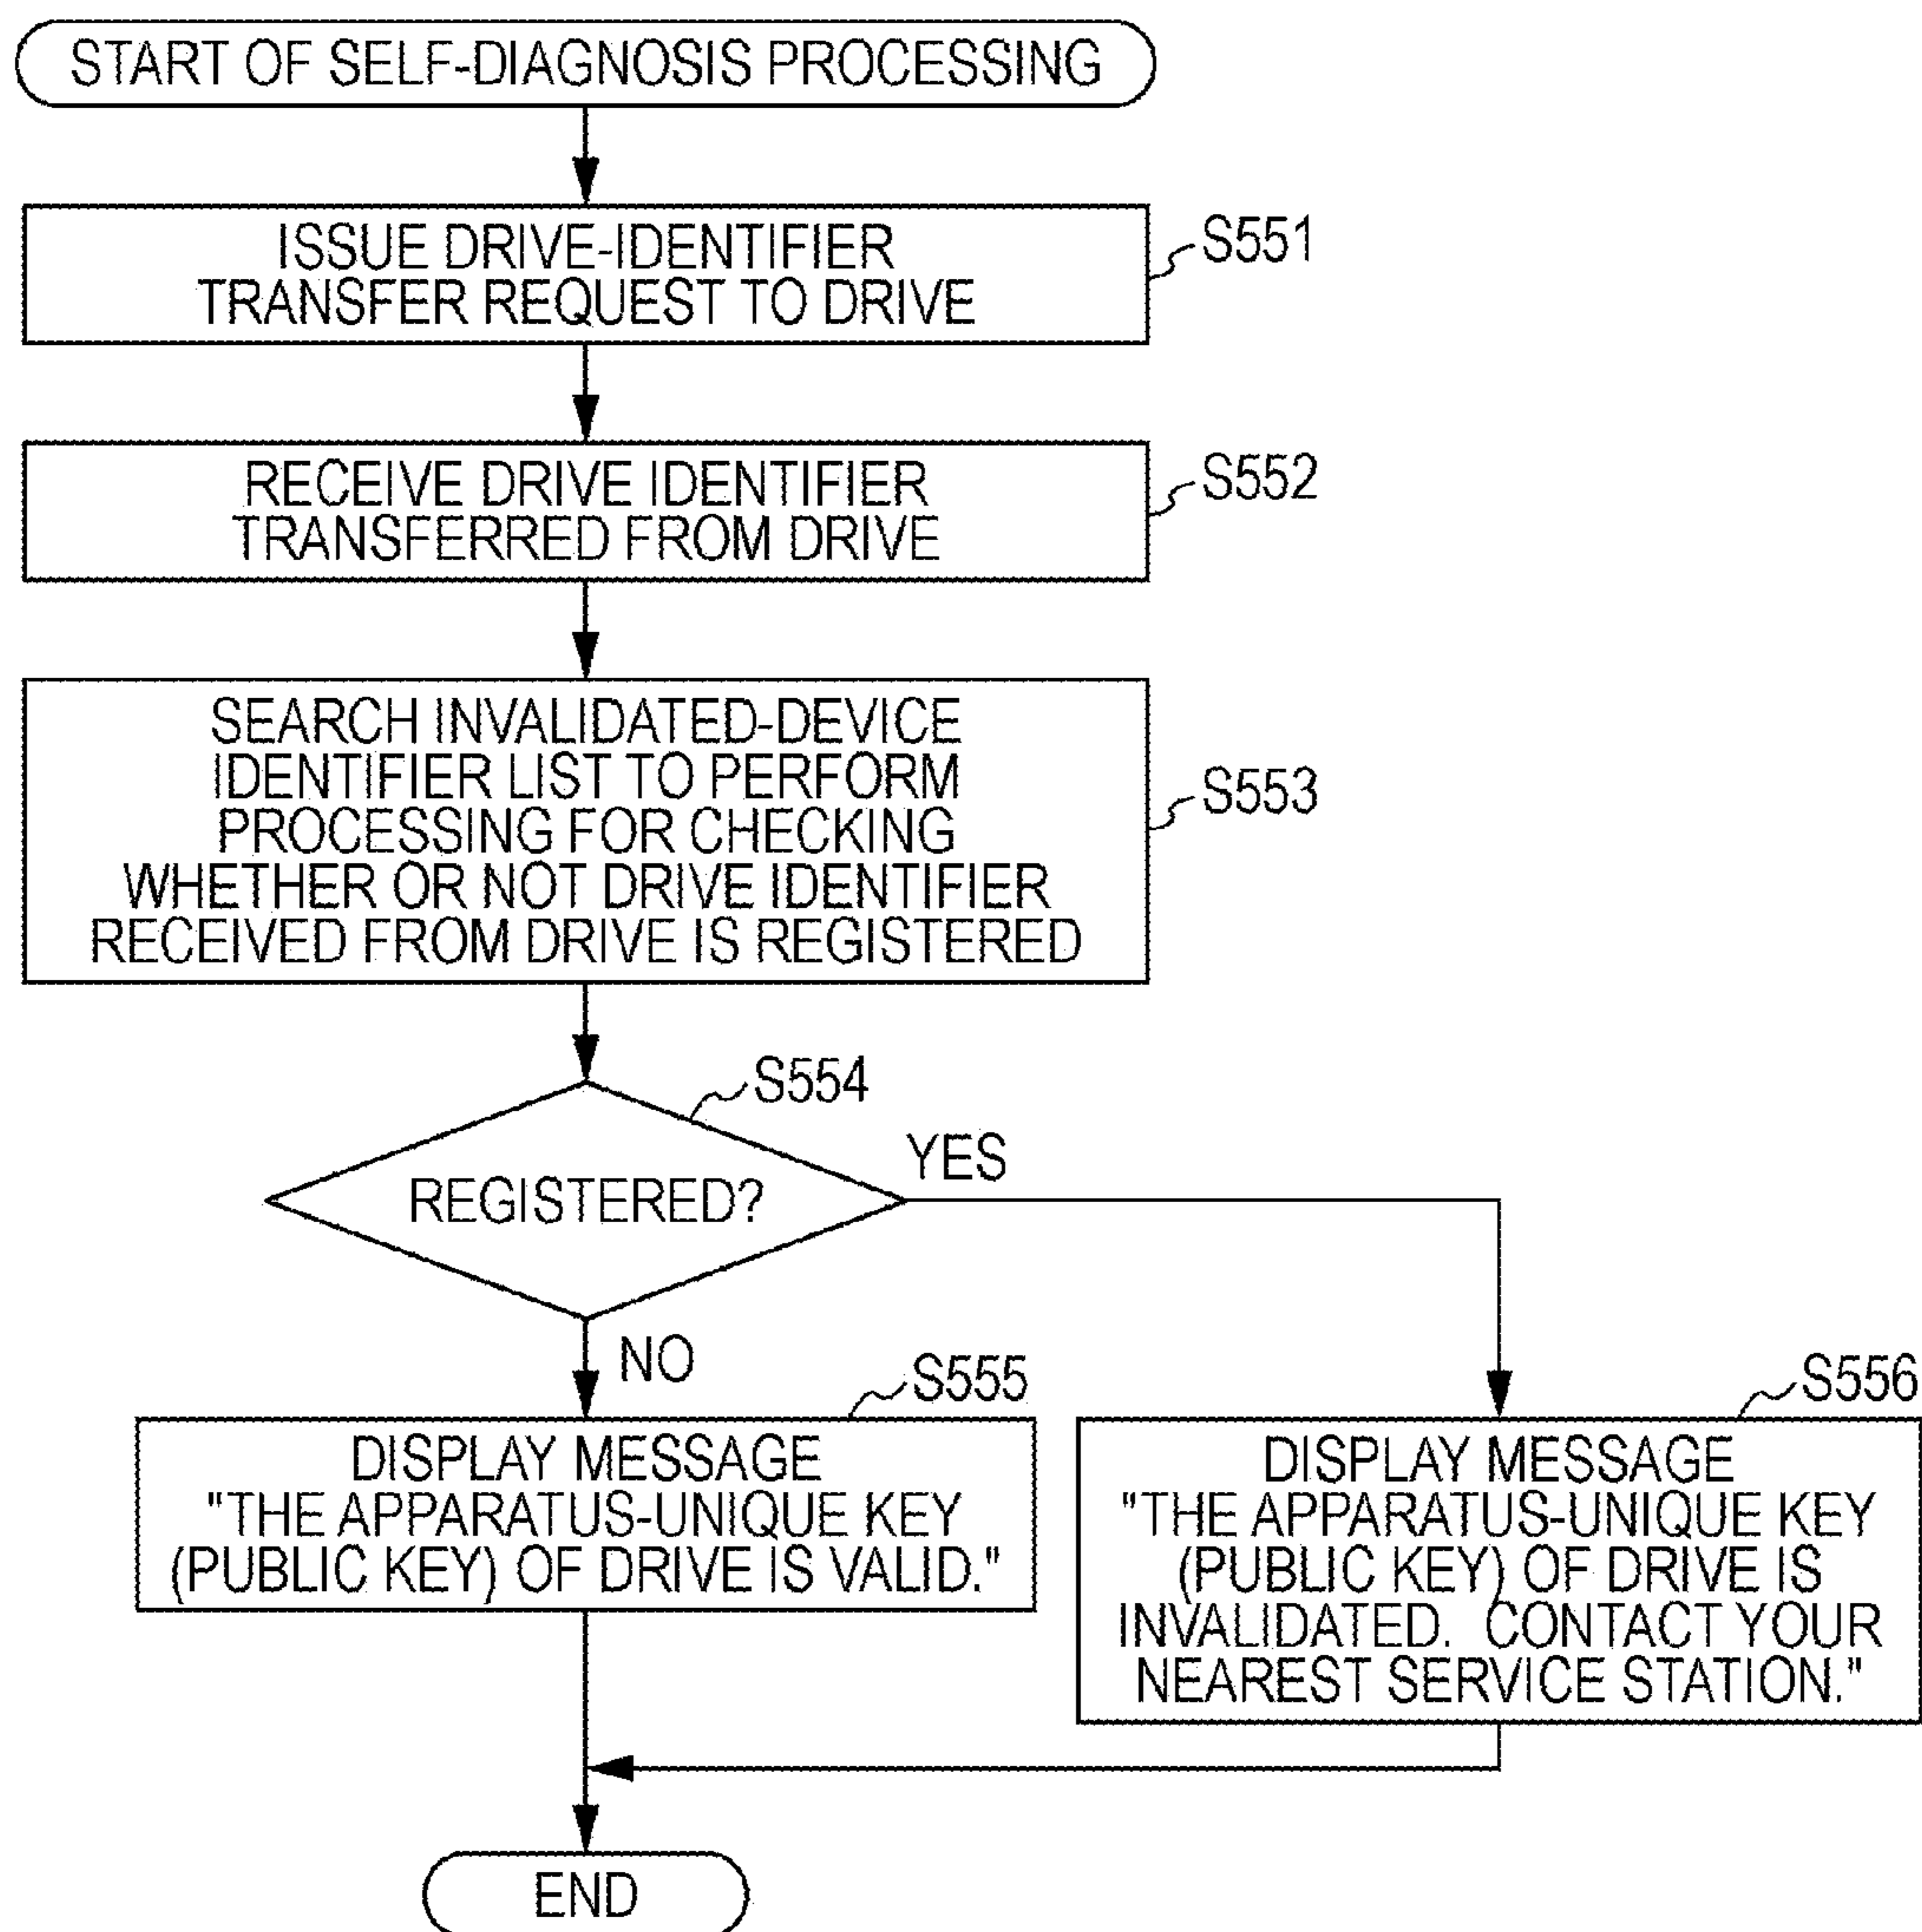 START OF SELF-DIAGNOSIS PROCESSING
ISSUE DRIVE-IDENTIFIER
TRANSFER REQUEST TO DRIVE
S551
RECEIVE DRIVE IDENTIFIER
TRANSFERRED FROM DRIVE
S552
SEARCH INVALIDATED-DEVICE
IDENTIFIER LIST TO PERFORM
PROCESSING FOR CHECKING
WHETHER OR NOT DRIVE IDENTIFIER
RECEIVED FROM DRIVE IS REGISTERED
S553
S554
REGISTERED?
YES
NO
S555
DISPLAY MESSAGE
"THE APPARATUS-UNIQUE KEY
(PUBLIC KEY) OF DRIVE IS VALID."
S556
DISPLAY MESSAGE
"THE APPARATUS-UNIQUE KEY
(PUBLIC KEY) OF DRIVE IS
INVALIDATED. CONTACT YOUR
NEAREST SERVICE STATION."
END